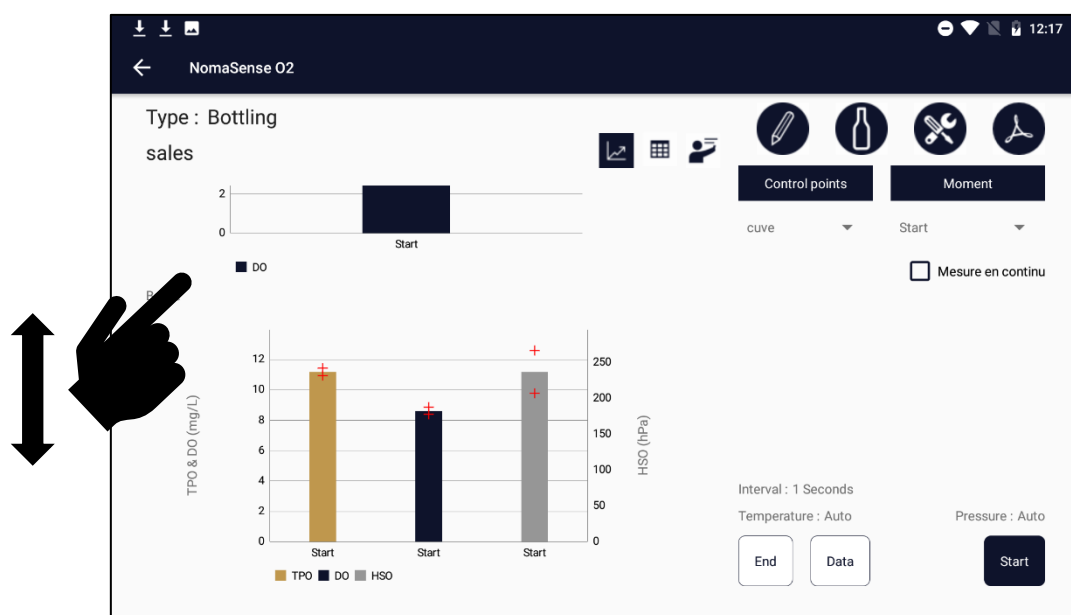 12:17
NomaSense O2
Type : Bottling
sales
Control points
Moment
cuve
Start
Mesure en continu
2
0
Start
DO
TPO & DO (mg/L)
12
10
8
6
4
2
0
250
200
150
100
50
0
HSO (hPa)
Start
Start
Start
TPO DO HSO
Interval : 1 Seconds
Temperature : Auto
Pressure : Auto
End
Data
Start